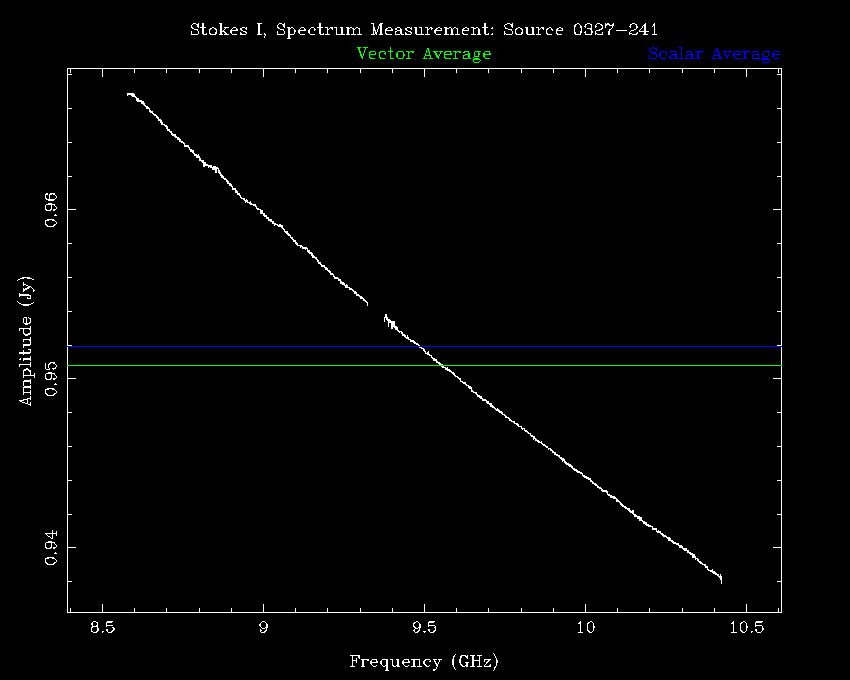 Stokes I, Spectrum Measurement: Source 0327−241
Vector Average Scalar Average
0.96
0.95
0.94
Amplitude (Jy)
8.5 9 9.5 10 10.5
Frequency (GHz)